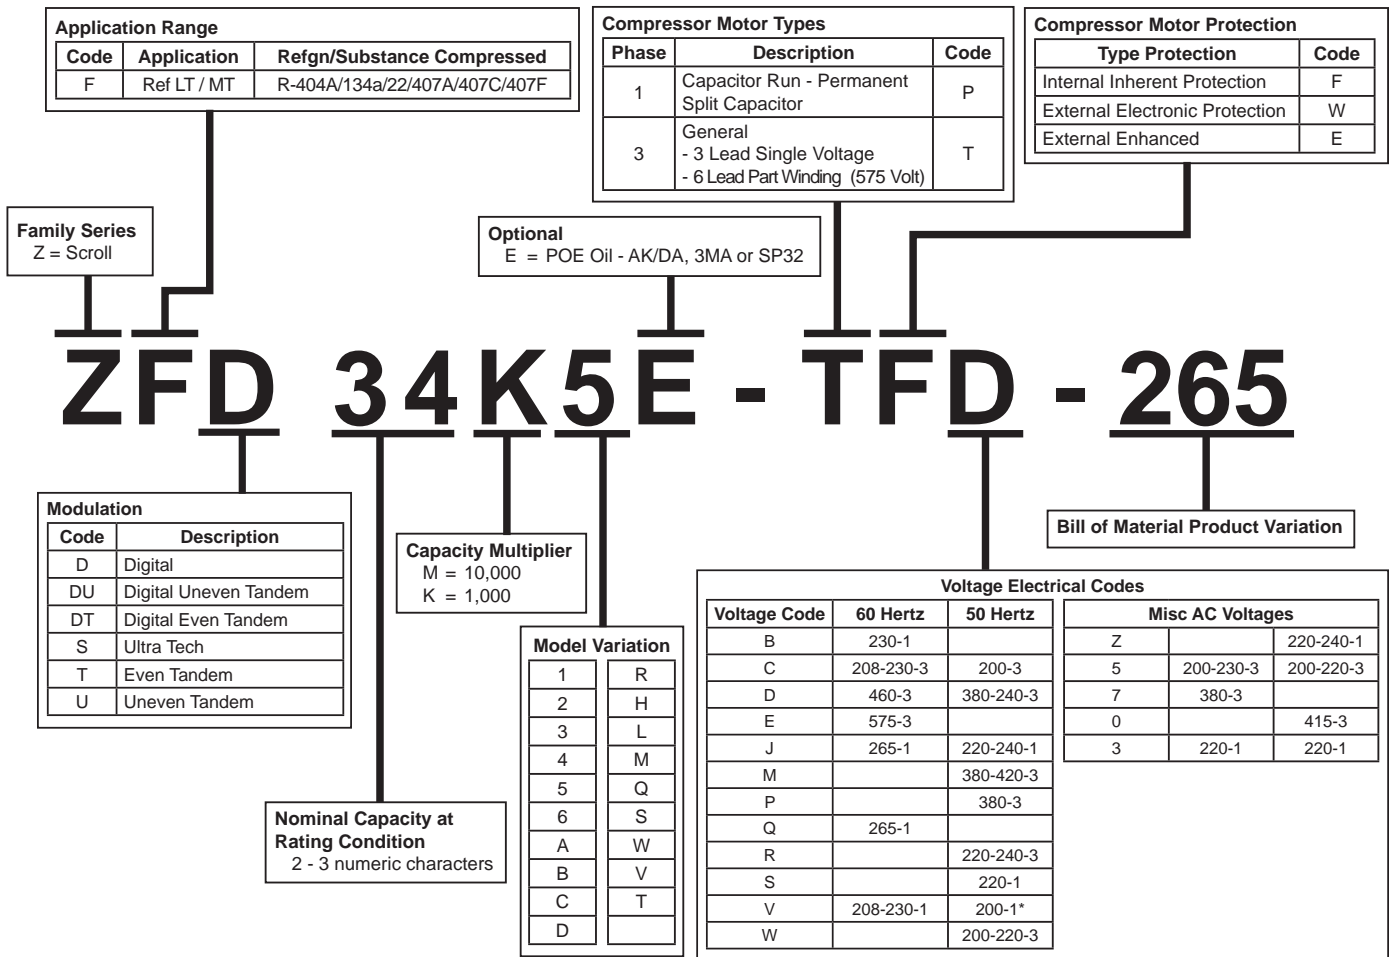 Application Range
Code Application Refgn/Substance Compressed
F Ref LT / MT R-404A/134a/22/407A/407C/407F
Compressor Motor Types
Phase Description Code
1 Capacitor Run - Permanent Split Capacitor P
3 General
- 3 Lead Single Voltage
- 6 Lead Part Winding (575 Volt) T
Compressor Motor Protection
Type Protection Code
Internal Inherent Protection F
External Electronic Protection W
External Enhanced E
Family Series
Z = Scroll
Optional
E = POE Oil - AK/DA, 3MA or SP32
ZFD 34K5E - TFD - 265
Modulation
Code Description
D Digital
DU Digital Uneven Tandem
DT Digital Even Tandem
S Ultra Tech
T Even Tandem
U Uneven Tandem
Nominal Capacity at
Rating Condition
2 - 3 numeric characters
Capacity Multiplier
M = 10,000
K = 1,000
Model Variation
1 R
2 H
3 L
4 M
5 Q
6 S
A W
B V
C T
D
Bill of Material Product Variation
Voltage Electrical Codes
Voltage Code 60 Hertz 50 Hertz
B 230-1
C 208-230-3 200-3
D 460-3 380-240-3
E 575-3
J 265-1 220-240-1
M 380-420-3
P 380-3
Q 265-1
R 220-240-3
S 220-1
V 208-230-1 200-1*
W 200-220-3
Misc AC Voltages
Z 220-240-1
5 200-230-3 200-220-3
7 380-3
0 415-3
3 220-1 220-1